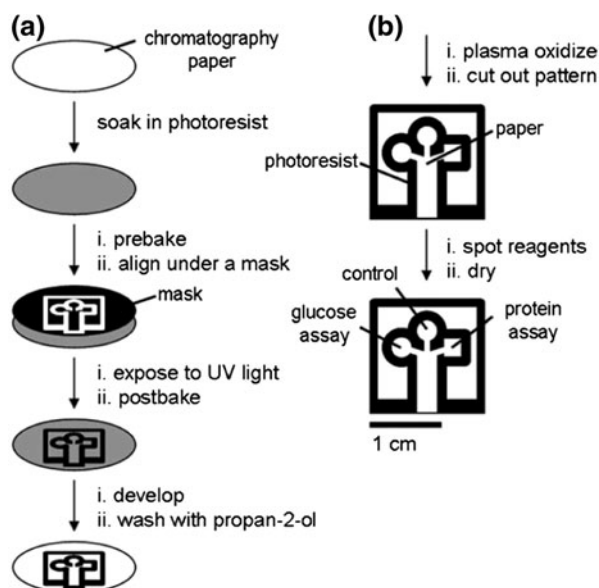 (a)
chromatography
paper
soak in photoresist
i. prebake
ii. align under a mask
mask
i. expose to UV light
ii. postbake
i. develop
ii. wash with propan-2-ol
(b)
i. plasma oxidize
ii. cut out pattern
paper
photoresist
i. spot reagents
ii. dry
control
glucose
assay
protein
assay
1 cm